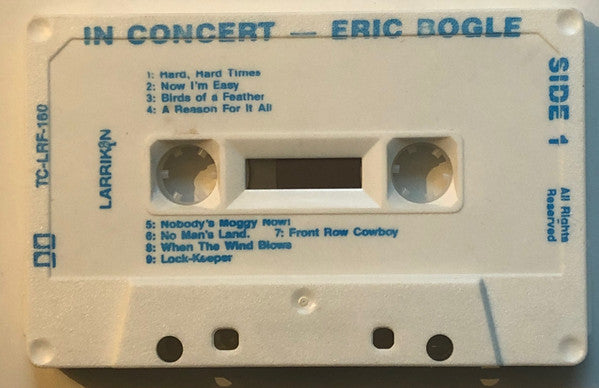 IN CONCERT — ERIC BOGLE
SIDE 1
1: Hard, Hard Times
2: Now I'm Easy
3: Birds of a Feather
4: A Reason For It All
TC-LRF-160
LARRIKIN
5: Nobody's Moggy Now!
6: No Man's Land. 7: Front Row Cowboy
8: When The Wind Blows
9: Lock-Keeper
All Rights
Reserved